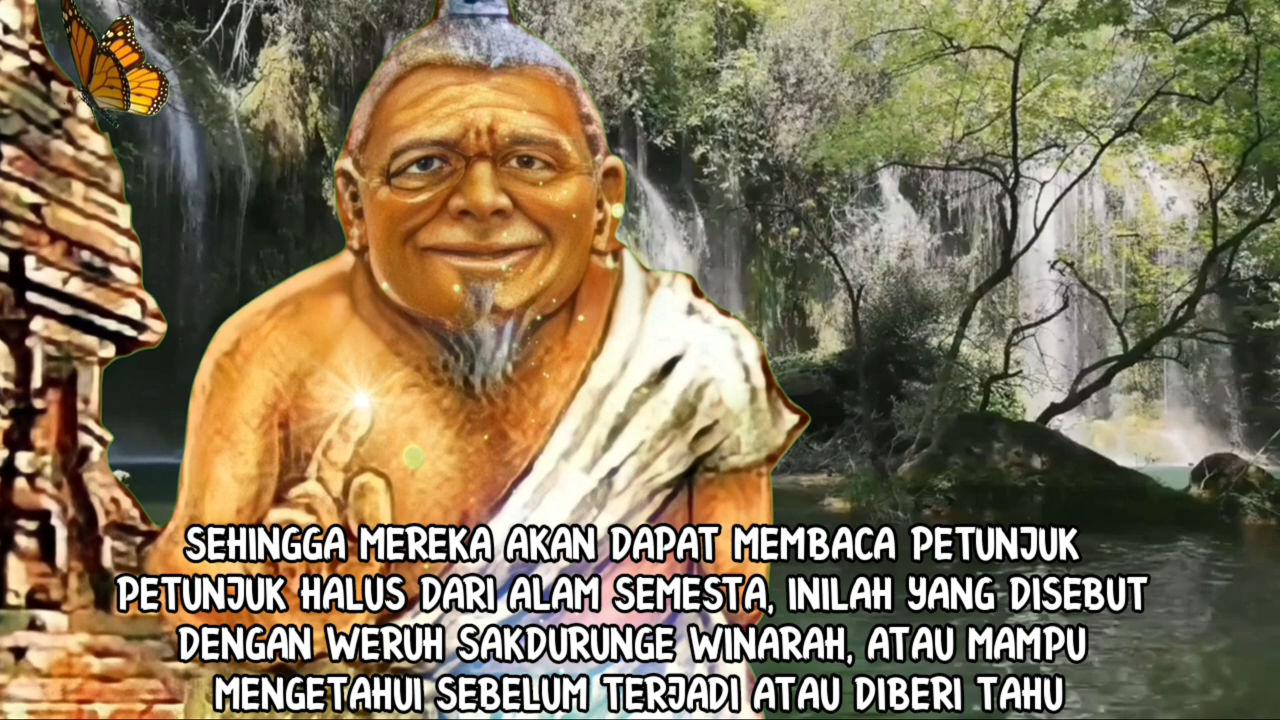 SEHINGGA MEREKA AKAN DAPAT MEMBACA PETUNJUK
PETUNJUK HALUS DARI ALAM SEMESTA, INILAH YANG DISEBUT
DENGAN WERUH SAKDURUNGE WINARAH, ATAU MAMPU
MENGETAHUI SEBELUM TERJADI ATAU DIBERI TAHU